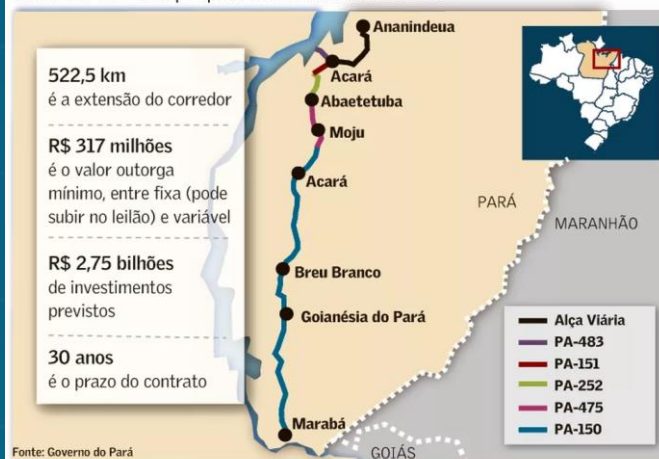 522,5 km
é a extensão do corredor
R$ 317 milhões
é o valor outorga
mínimo, entre fixa (pode
subir no leilão) e variável
R$ 2,75 bilhões
de investimentos
previstos
30 anos
é o prazo do contrato
Ananindeua
Acará
Abaetetuba
Moju
Acará
Breu Branco
Goianésia do Pará
Marabá
PARÁ
MARANHÃO
GOIÁS
Alça Viária
PA-483
PA-151
PA-252
PA-475
PA-150
Fonte: Governo do Pará